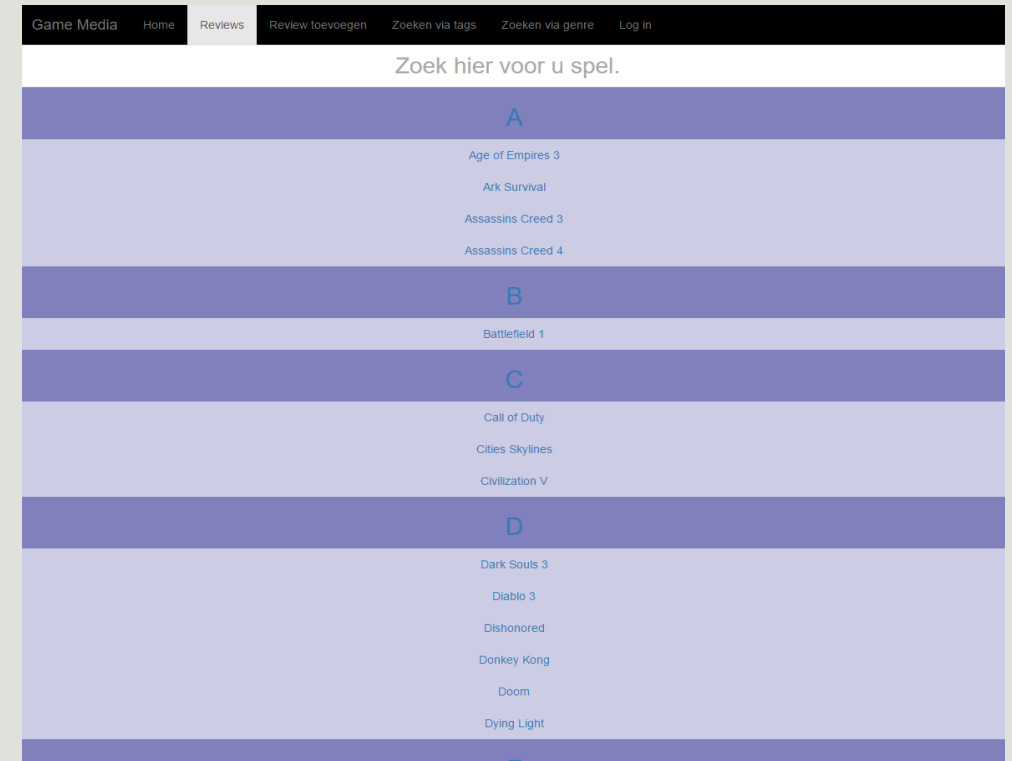 Game Media Home Reviews Review toevoegen Zoeken via tags Zoeken via genre Log in
Zoek hier voor u spel.
A
Age of Empires 3
Ark Survival
Assassins Creed 3
Assassins Creed 4
B
Battlefield 1
C
Call of Duty
Cities Skylines
Civilization V
D
Dark Souls 3
Diablo 3
Dishonored
Donkey Kong
Doom
Dying Light